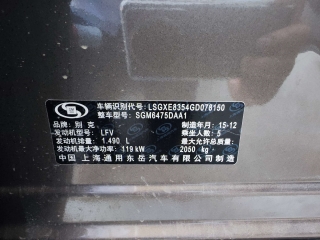 车辆识别代号: LSGXE8354GD078150
整车型号: SGM6475DAA1
品牌: 别克 制造年月: 15-12
发动机型号: LFV 乘坐人数: 5
发动机排量: 1.490 L 最大允许总质量:
发动机最大净功率: 119 kW 2050 kg
中国 上海通用东岳汽车有限公司 制造